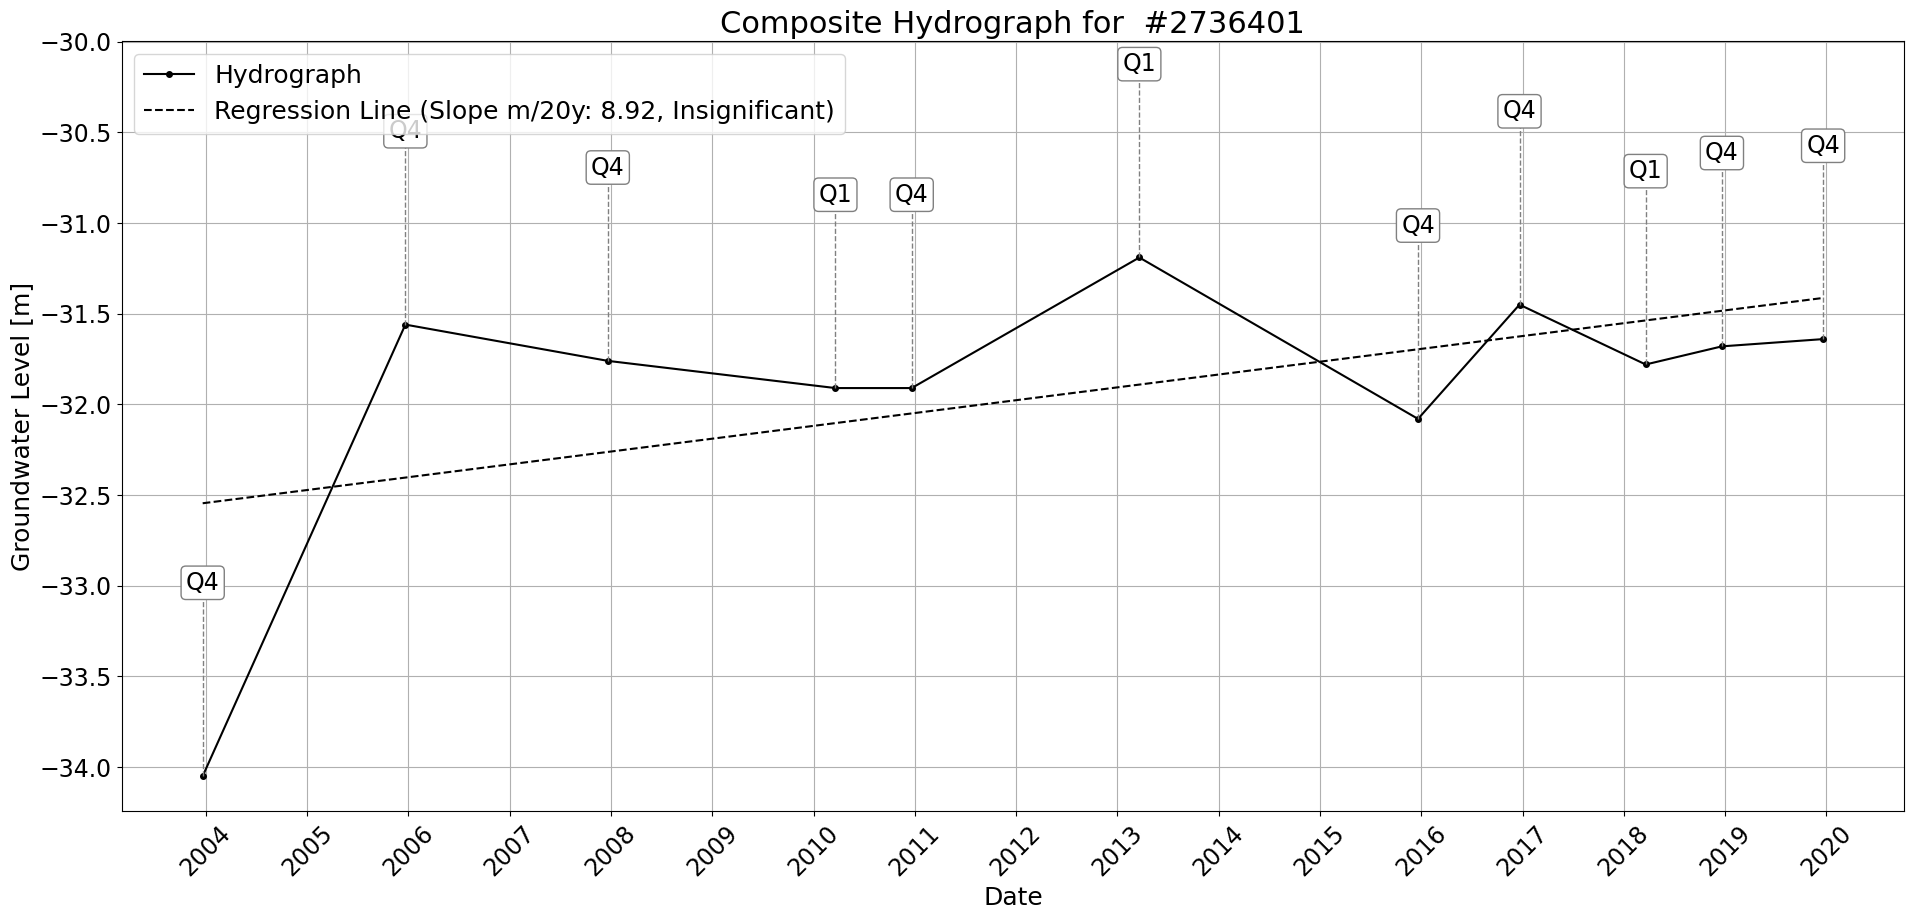 Composite Hydrograph for  #2736401
Hydrograph
Regression Line (Slope m/20y: 8.92, Insignificant)
Groundwater Level [m]
−30.0
−30.5
−31.0
−31.5
−32.0
−32.5
−33.0
−33.5
−34.0
Q4
Q4
Q4
Q1
Q4
Q1
Q4
Q4
Q1
Q4
Q4
2004
2005
2006
2007
2008
2009
2010
2011
2012
2013
2014
2015
2016
2017
2018
2019
2020
Date